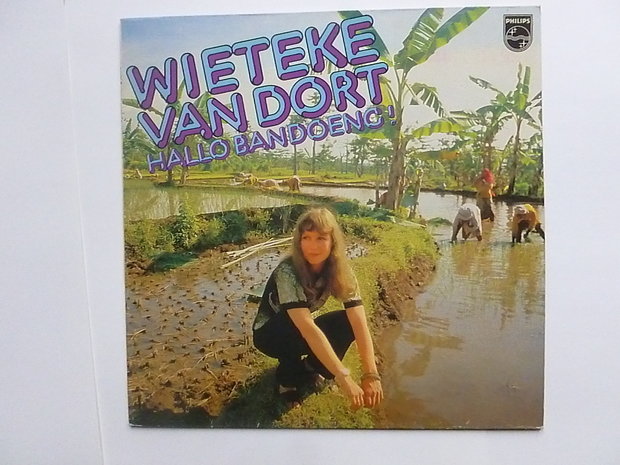 WIETEKE
VAN DORT
HALLO BANDOENG!
PHILIPS